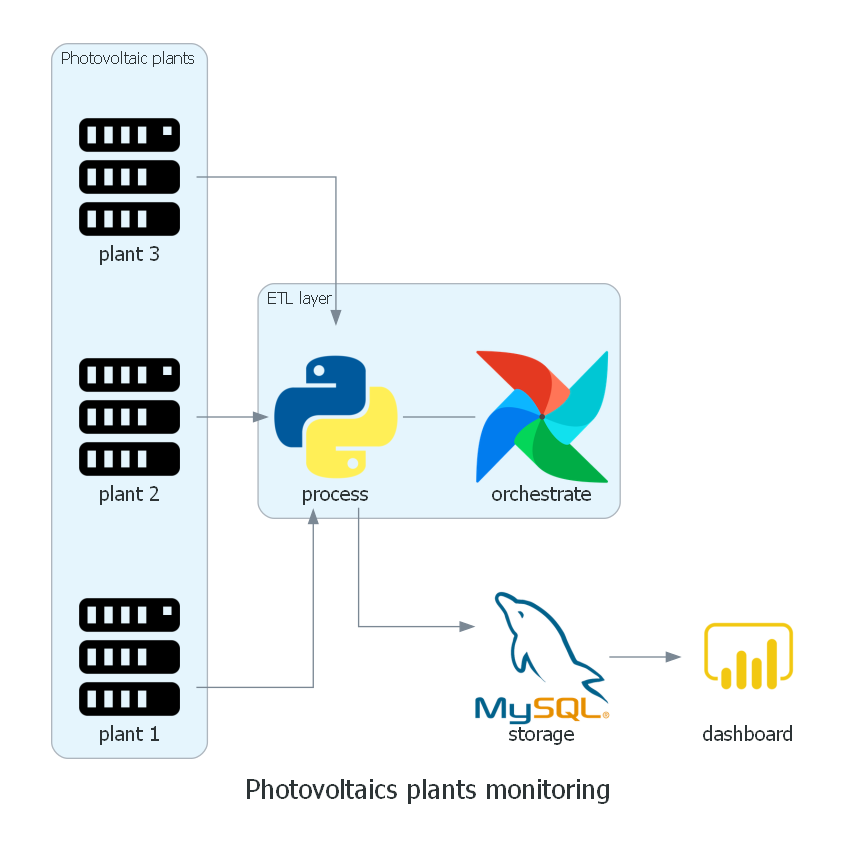 Photovoltaic plants
plant 3
ETL layer
plant 2
process
orchestrate
plant 1
MySQL®
storage
dashboard
Photovoltaics plants monitoring